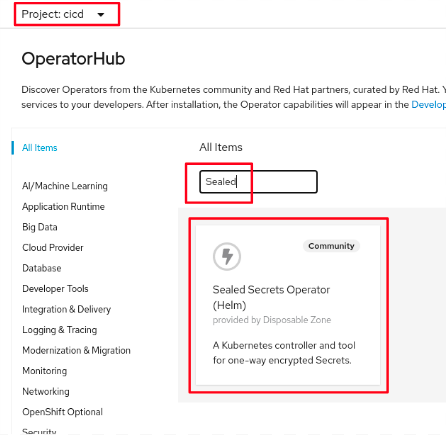 Project: cicd
OperatorHub
Discover Operators from the Kubernetes community and Red Hat partners, curated by Red Hat. Y
services to your developers. After installation, the Operator capabilities will appear in the Develop
All Items
All Items
Sealed
AI/Machine Learning
Application Runtime
Big Data
Cloud Provider
Database
Developer Tools
Integration & Delivery
Logging & Tracing
Modernization & Migration
Monitoring
Networking
OpenShift Optional
Security
Community
Sealed Secrets Operator
(Helm)
provided by Disposable Zone
A Kubernetes controller and tool
for one-way encrypted Secrets.